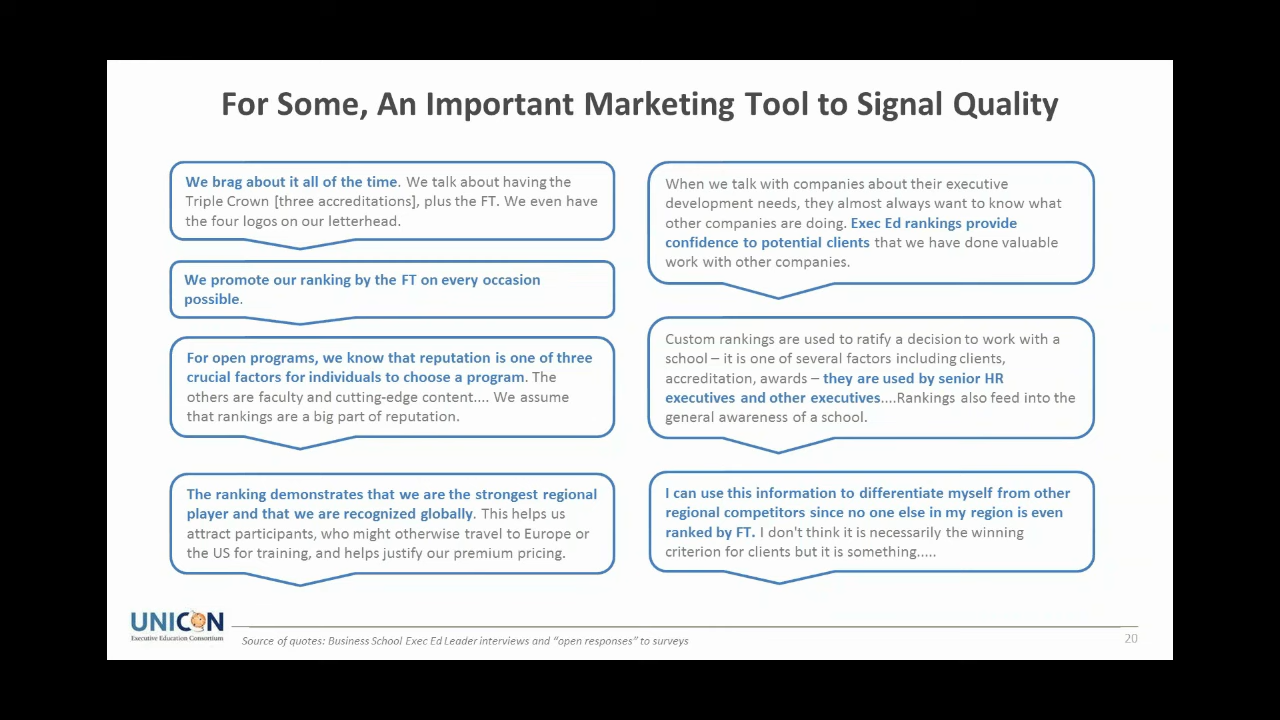 For Some, An Important Marketing Tool to Signal Quality
We brag about it all of the time. We talk about having the
Triple Crown [three accreditations], plus the FT. We even have
the four logos on our letterhead.
We promote our ranking by the FT on every occasion
possible.
For open programs, we know that reputation is one of three
crucial factors for individuals to choose a program. The
others are faculty and cutting-edge content.... We assume
that rankings are a big part of reputation.
The ranking demonstrates that we are the strongest regional
player and that we are recognized globally. This helps us
attract participants, who might otherwise travel to Europe or
the US for training, and helps justify our premium pricing.
When we talk with companies about their executive
development needs, they almost always want to know what
other companies are doing. Exec Ed rankings provide
confidence to potential clients that we have done valuable
work with other companies.
Custom rankings are used to ratify a decision to work with a
school – it is one of several factors including clients,
accreditation, awards – they are used by senior HR
executives and other executives....Rankings also feed into the
general awareness of a school.
I can use this information to differentiate myself from other
regional competitors since no one else in my region is even
ranked by FT. I don't think it is necessarily the winning
criterion for clients but it is something.....
UNICON
Executive Education Consortium
Source of quotes: Business School Exec Ed Leader interviews and “open responses” to surveys
20